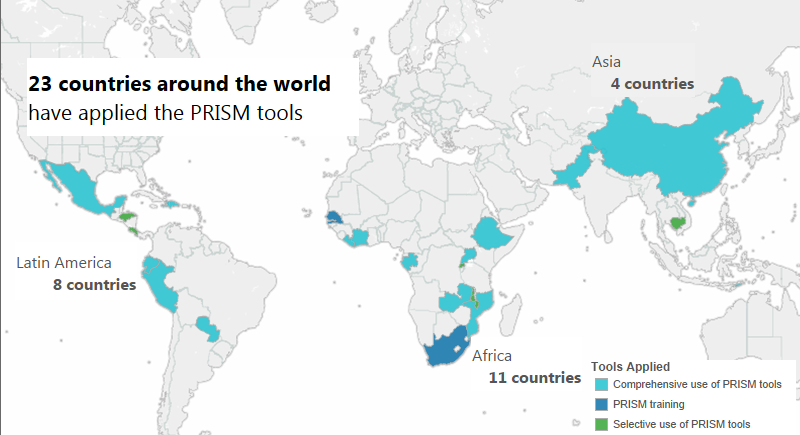 23 countries around the world
have applied the PRISM tools
Asia
4 countries
Latin America
8 countries
Africa
11 countries
Tools Applied
Comprehensive use of PRISM tools
PRISM training
Selective use of PRISM tools